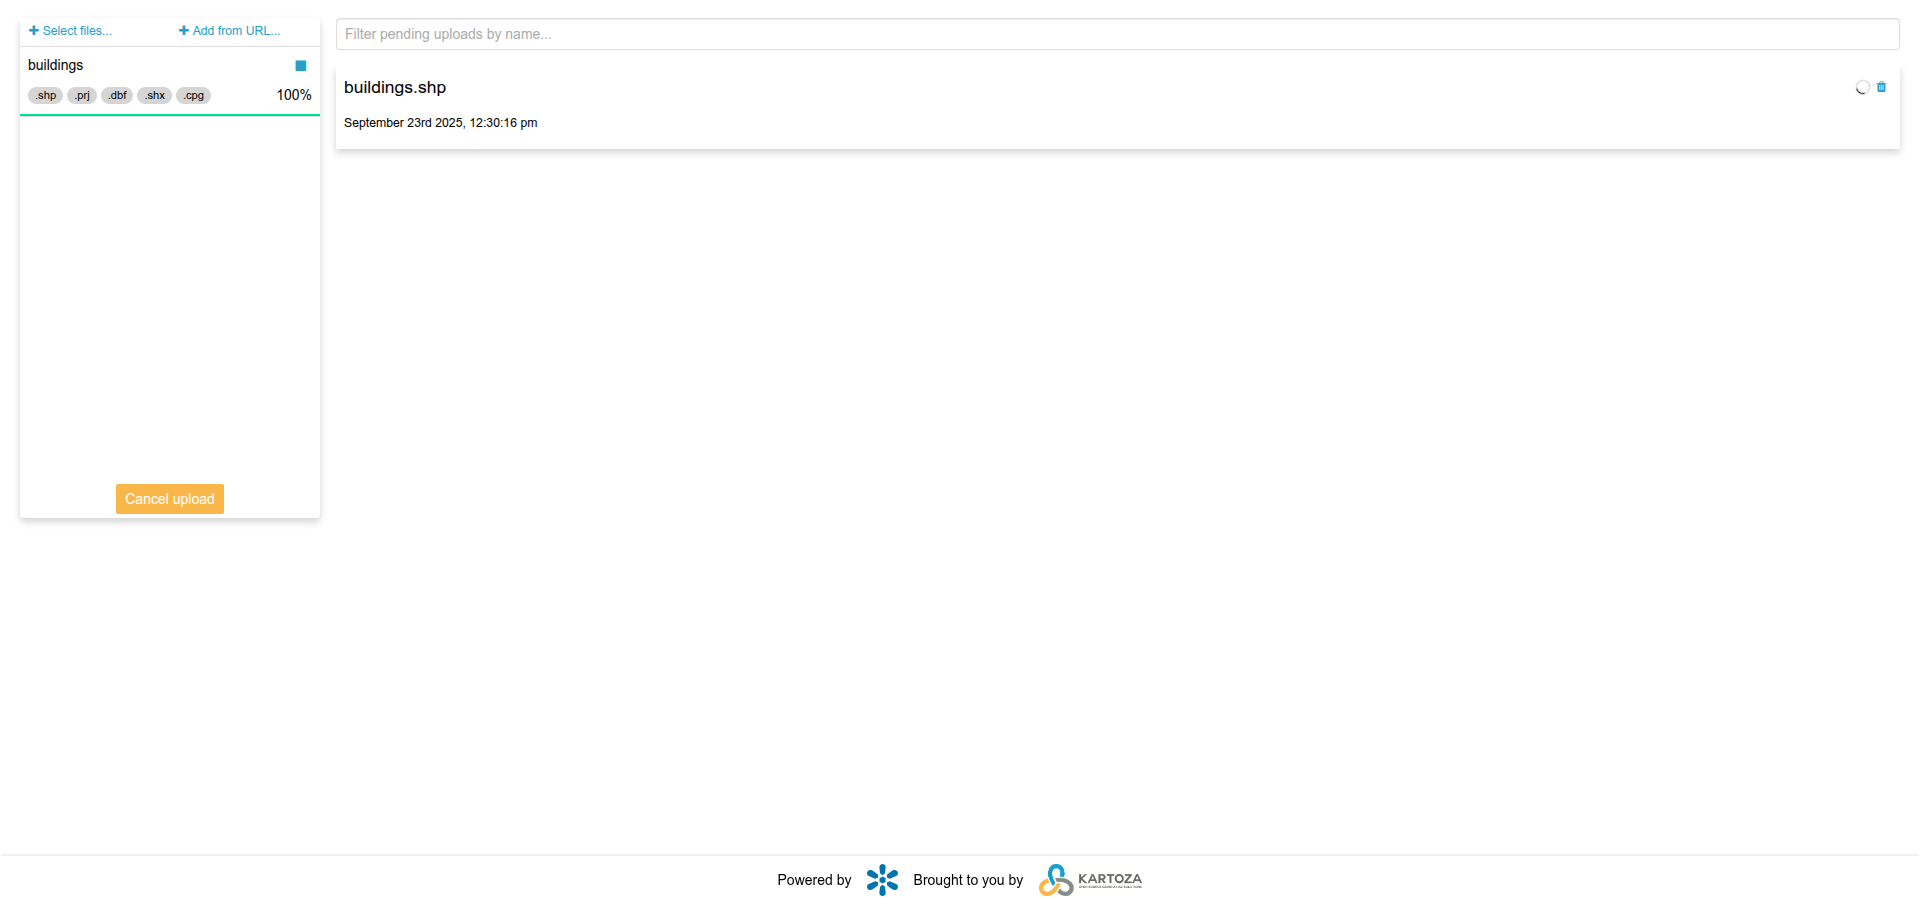 Select files...
Add from URL...
buildings
.shp .prj .dbf .shx .cpg 100%
Cancel upload
Filter pending uploads by name...
buildings.shp
September 23rd 2025, 12:30:16 pm
Powered by Brought to you by KARTOZA